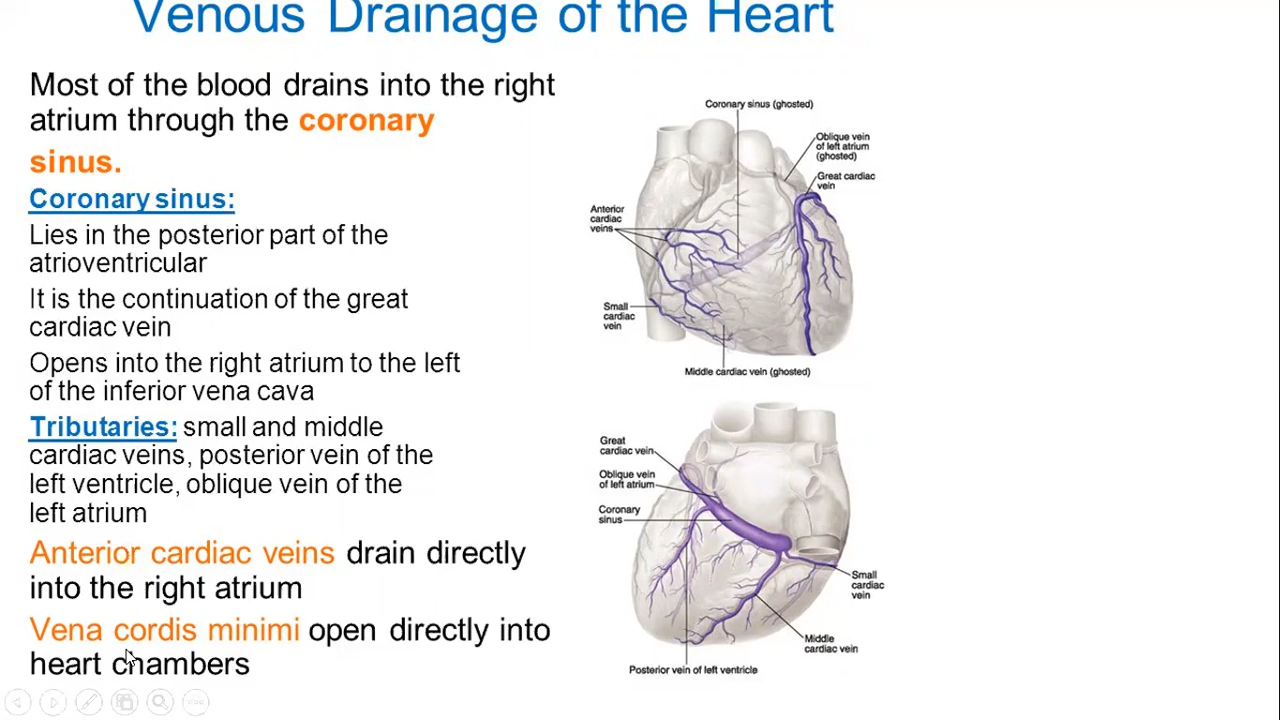 Venous Drainage of the Heart
Most of the blood drains into the right
atrium through the coronary
sinus.
Coronary sinus:
Lies in the posterior part of the
atrioventricular
It is the continuation of the great
cardiac vein
Opens into the right atrium to the left
of the inferior vena cava
Tributaries: small and middle
cardiac veins, posterior vein of the
left ventricle, oblique vein of the
left atrium
Anterior cardiac veins drain directly
into the right atrium
Vena cordis minimi open directly into
heart chambers
Coronary sinus (ghosted)
Oblique vein
of left atrium
(ghosted)
Great cardiac
vein
Anterior
cardiac
veins
Small
cardiac
vein
Middle cardiac vein (ghosted)
Great
cardiac vein
Oblique vein
of left atrium
Coronary
sinus
Small
cardiac
vein
Middle
cardiac vein
Posterior vein of left ventricle